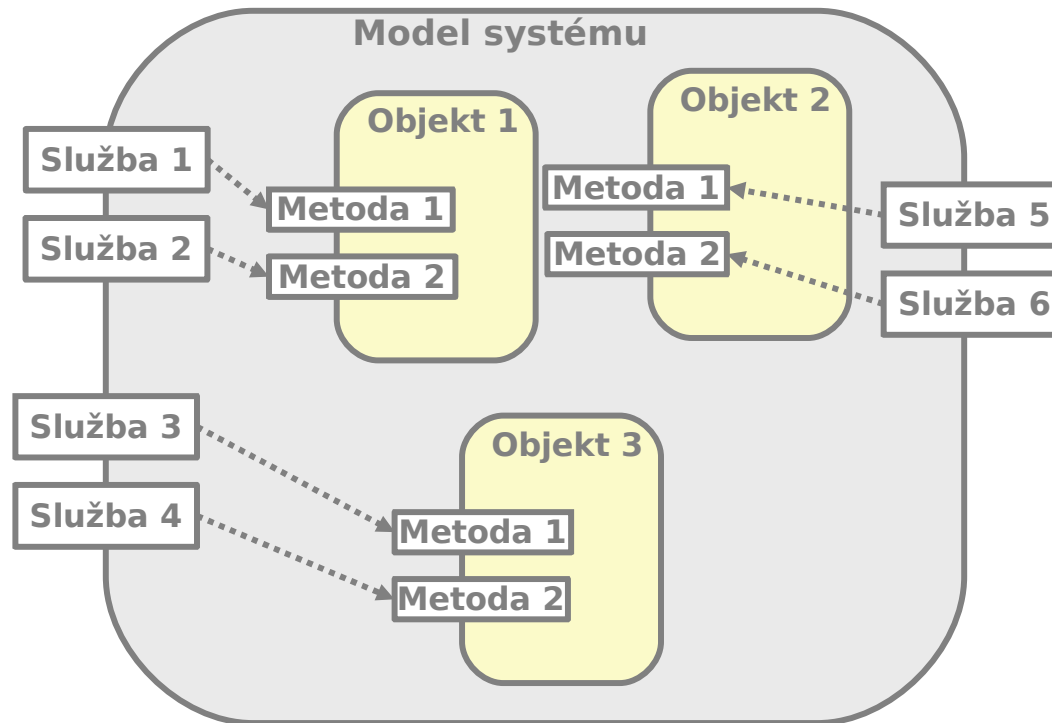 Model systému
Objekt 1
Objekt 2
Služba 1
Služba 2
Metoda 1
Metoda 2
Metoda 1
Metoda 2
Služba 5
Služba 6
Služba 3
Služba 4
Objekt 3
Metoda 1
Metoda 2